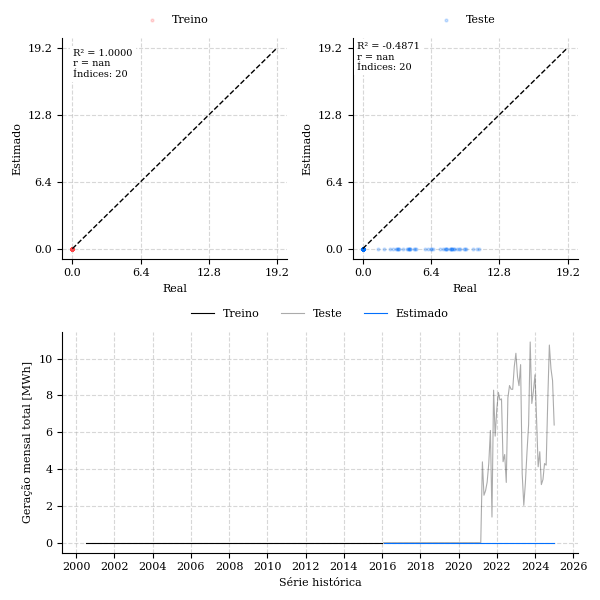 Treino
Teste
R² = 1.0000
r = nan
Índices: 20
R² = -0.4871
r = nan
Índices: 20
19.2
12.8
6.4
0.0
Estimado
0.0 6.4 12.8 19.2
Real
19.2
12.8
6.4
0.0
Estimado
0.0 6.4 12.8 19.2
Real
Treino Teste Estimado
10
8
6
4
2
0
Geração mensal total [MWh]
2000 2002 2004 2006 2008 2010 2012 2014 2016 2018 2020 2022 2024 2026
Série histórica